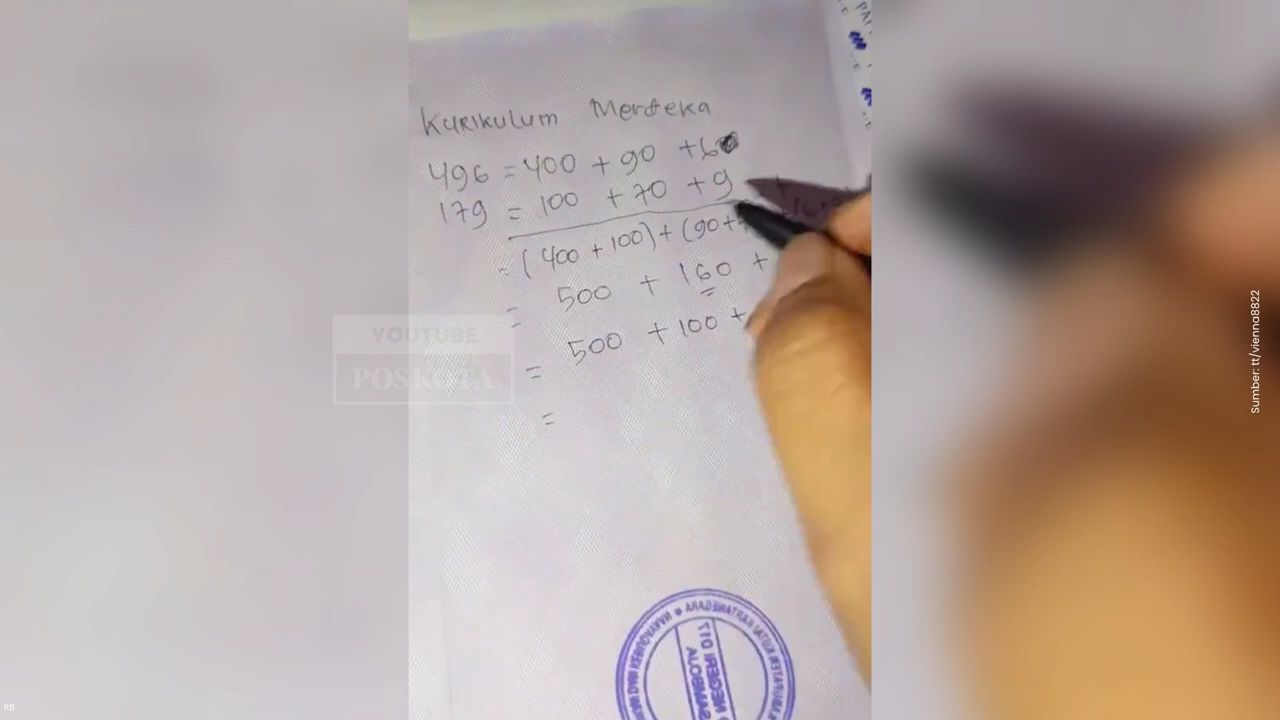 Kurikulum Merdeka
496 = 400 + 90 + 6
179 = 100 + 70 + 9
= (400 + 100) + (90 +
= 500 + 160 +
= 500 + 100 +
=
YOUTUBE
POSKOTA
Sumber: tt/vienna8822
RB